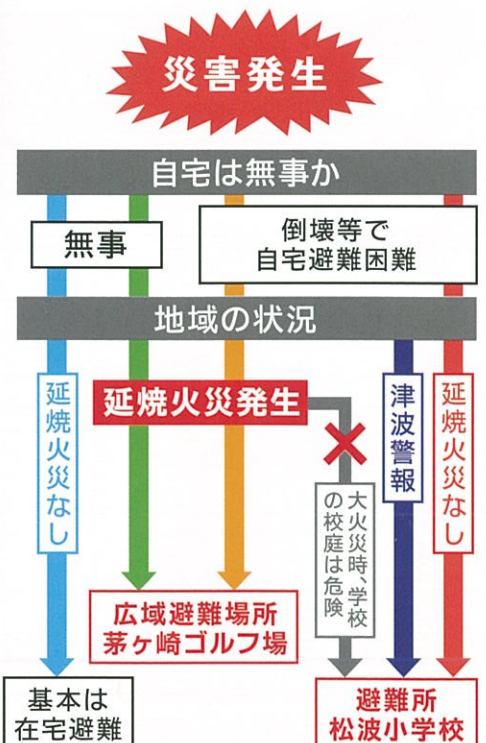 災害発生
自宅は無事か
無事
倒壊等で
自宅避難困難
地域の状況
延焼火災なし
延焼火災発生
大火災時、学校
の校庭は危険
津波警報
延焼火災なし
広域避難場所
茅ヶ崎ゴルフ場
基本は
在宅避難
避難所
松波小学校